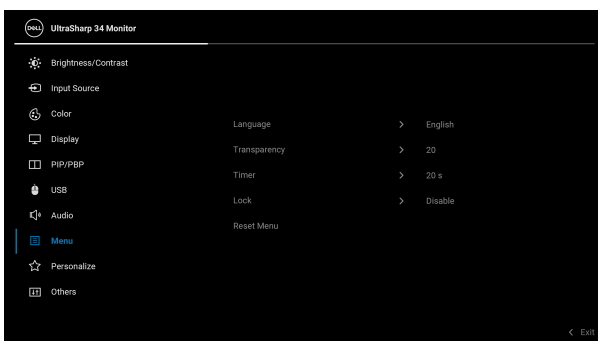 DELL
UltraSharp 34 Monitor
Brightness/Contrast
Input Source
Color
Display
PIP/PBP
USB
Audio
Menu
Personalize
Others
Language > English
Transparency > 20
Timer > 20 s
Lock > Disable
Reset Menu
< Exit